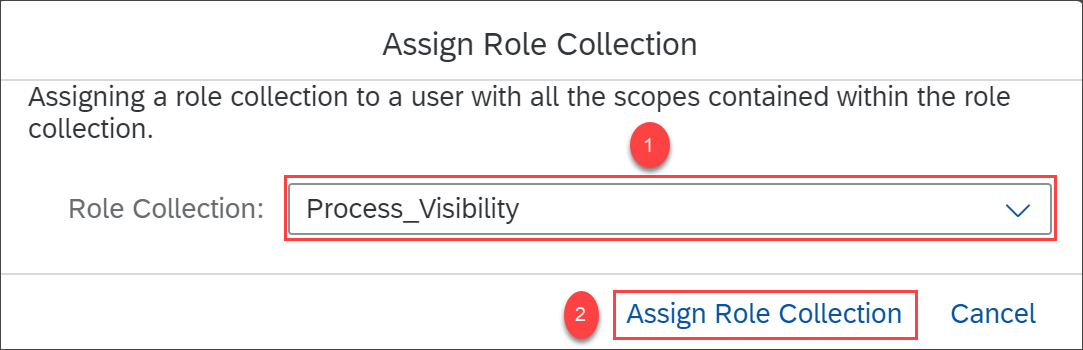 Assign Role Collection
Assigning a role collection to a user with all the scopes contained within the role
collection.
1
Role Collection: Process_Visibility
2 Assign Role Collection Cancel